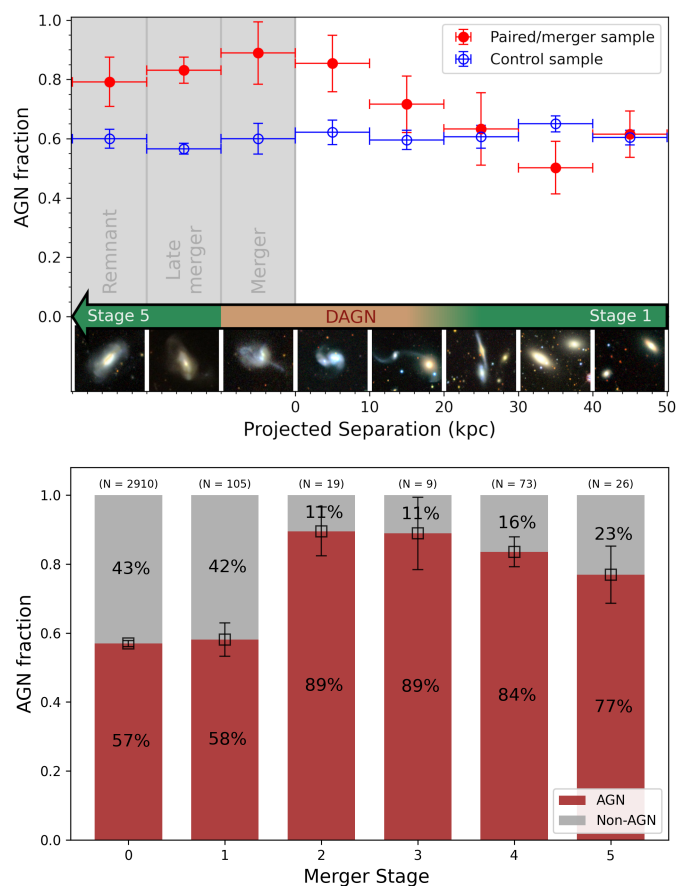 1.0
0.8
0.6
0.4
0.2
0.0
AGN fraction
Paired/merger sample
Control sample
Remnant
Late
merger
Merger
Stage 5
DAGN
Stage 1
0 10 20 30 40 50
Projected Separation (kpc)
(N = 2910) (N = 105) (N = 19) (N = 9) (N = 73) (N = 26)
1.0
0.8
0.6
0.4
0.2
0.0
AGN fraction
43% 42% 11% 11% 16% 23%
57% 58% 89% 89% 84% 77%
AGN
Non-AGN
0 1 2 3 4 5
Merger Stage